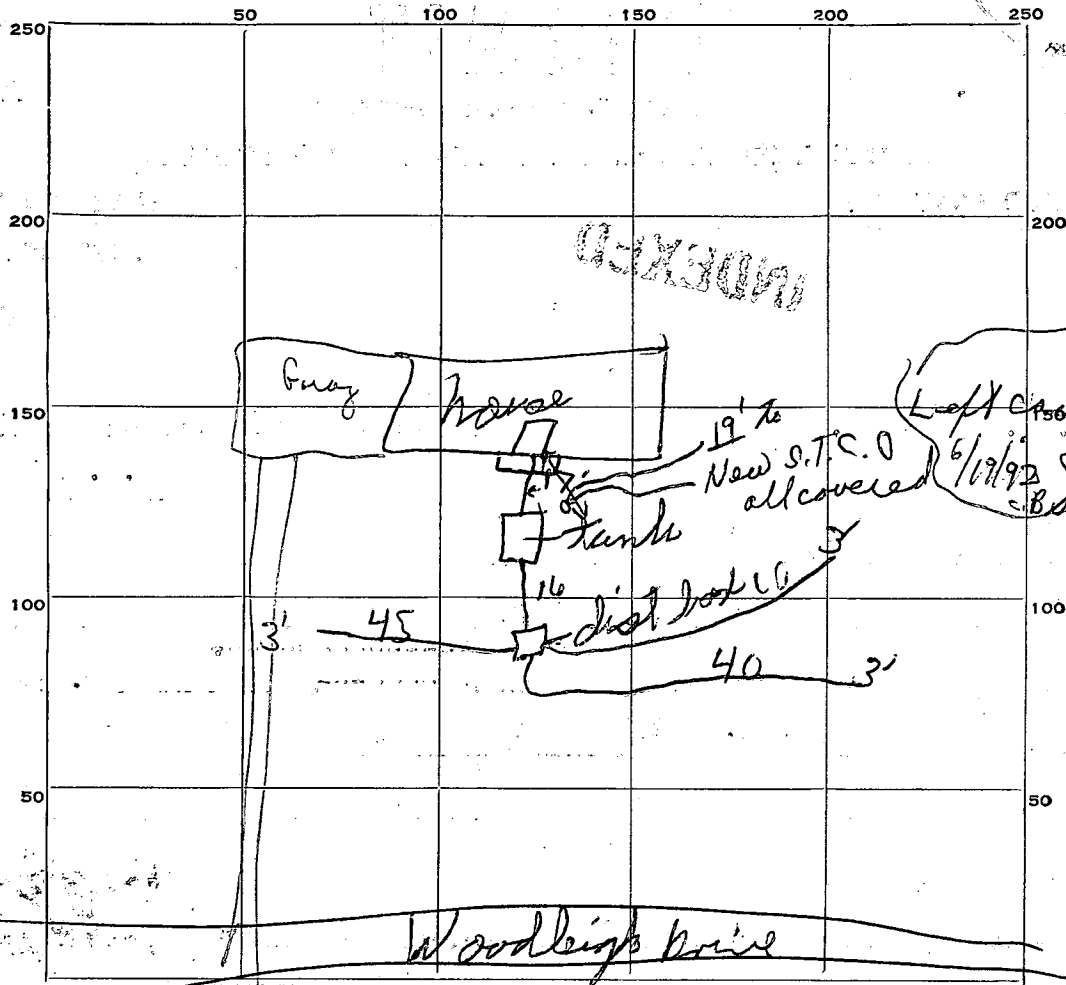 50 100 150 200 250
250
200 200
INDEXED
Garag house
150 150
19' to
New S.T.C.O
all covered
Left
6/19/92
tank
16
100 100
dist box
3'
3' 45
40 3'
50 50
Woodleigh Drive